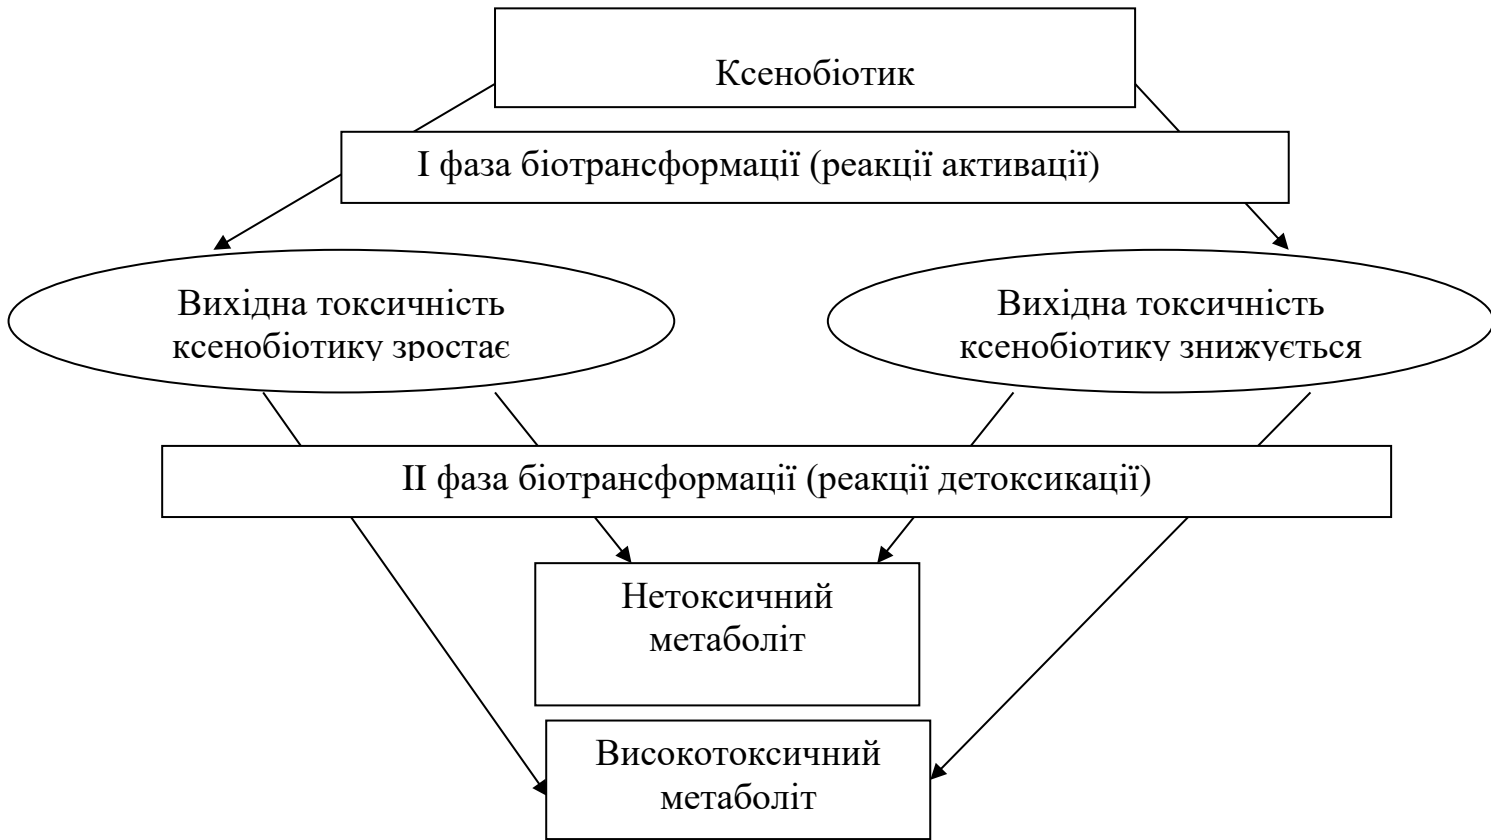 Ксенобіотик
І фаза біотрансформації (реакції активації)
Вихідна токсичність
ксенобіотику зростає
Вихідна токсичність
ксенобіотику знижується
ІІ фаза біотрансформації (реакції детоксикації)
Нетоксичний
метаболіт
Високотоксичний
метаболіт